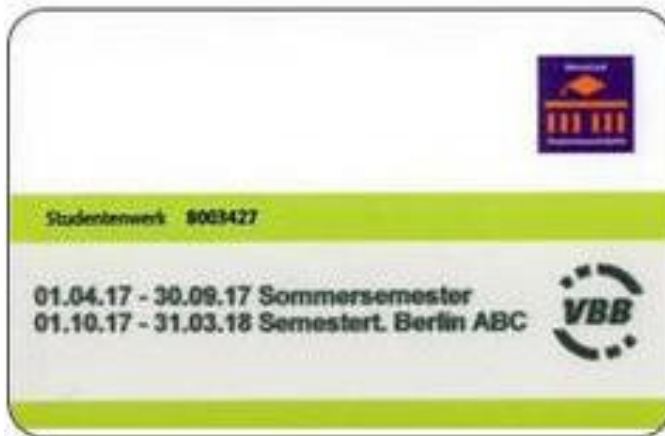 Studentenwerk 8003427
01.04.17 - 30.09.17 Sommersemester
01.10.17 - 31.03.18 Semestert. Berlin ABC
VBB